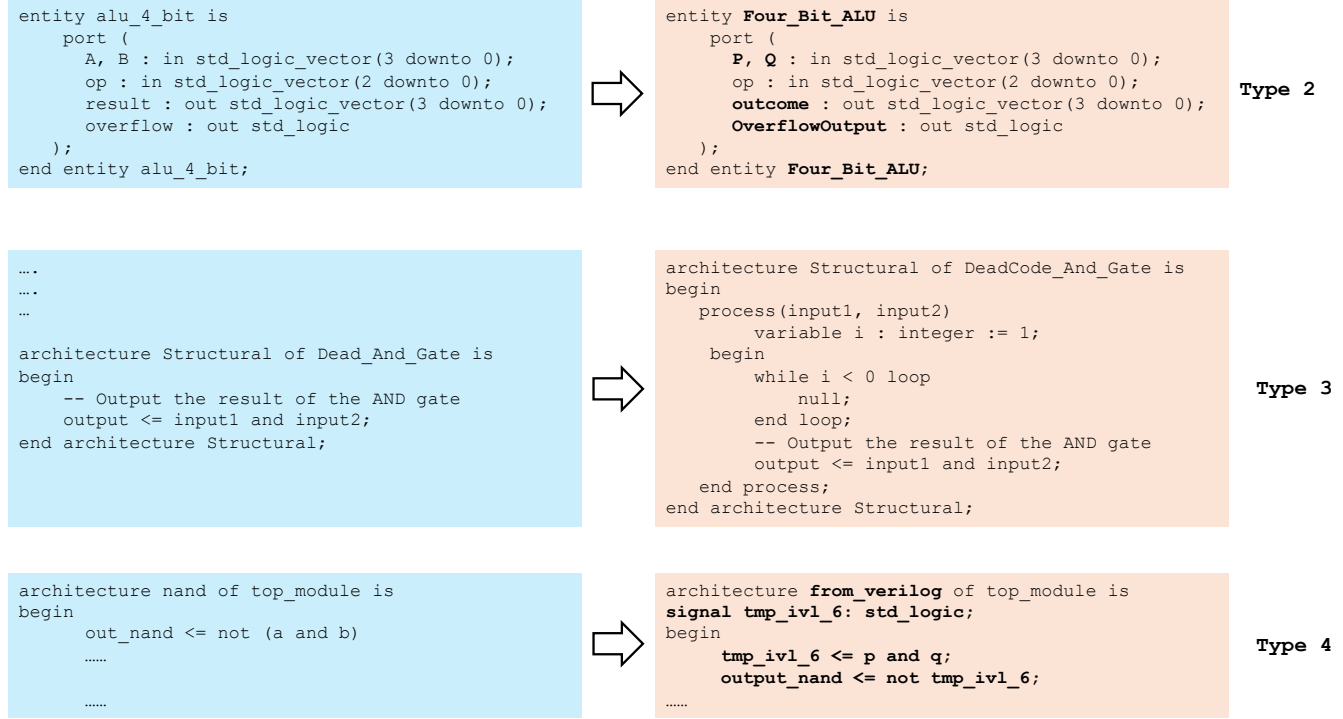 entity alu_4_bit is
port (
A, B : in std_logic_vector(3 downto 0);
op : in std_logic_vector(2 downto 0);
result : out std_logic_vector(3 downto 0);
overflow : out std_logic
);
end entity alu_4_bit;
entity Four_Bit_ALU is
port (
P, Q : in std_logic_vector(3 downto 0);
op : in std_logic_vector(2 downto 0);
outcome : out std_logic_vector(3 downto 0);
OverflowOutput : out std_logic
);
end entity Four_Bit_ALU;
Type 2
….
….
…
architecture Structural of Dead_And_Gate is
begin
-- Output the result of the AND gate
output <= input1 and input2;
end architecture Structural;
architecture Structural of DeadCode_And_Gate is
begin
process(input1, input2)
variable i : integer := 1;
begin
while i < 0 loop
null;
end loop;
-- Output the result of the AND gate
output <= input1 and input2;
end process;
end architecture Structural;
Type 3
architecture nand of top_module is
begin
out_nand <= not (a and b)
……
……
architecture from_verilog of top_module is
signal tmp_ivl_6: std_logic;
begin
tmp_ivl_6 <= p and q;
output_nand <= not tmp_ivl_6;
……
Type 4